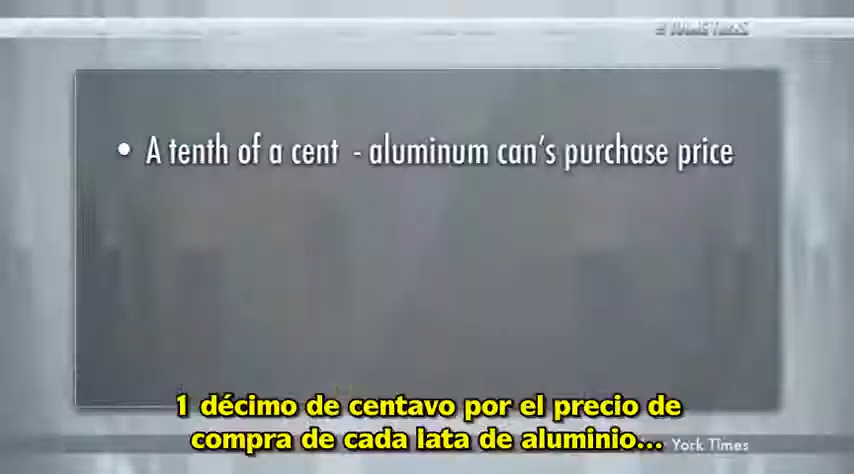 • A tenth of a cent - aluminum can's purchase price
1 décimo de centavo por el precio de
compra de cada lata de aluminio...
York Times